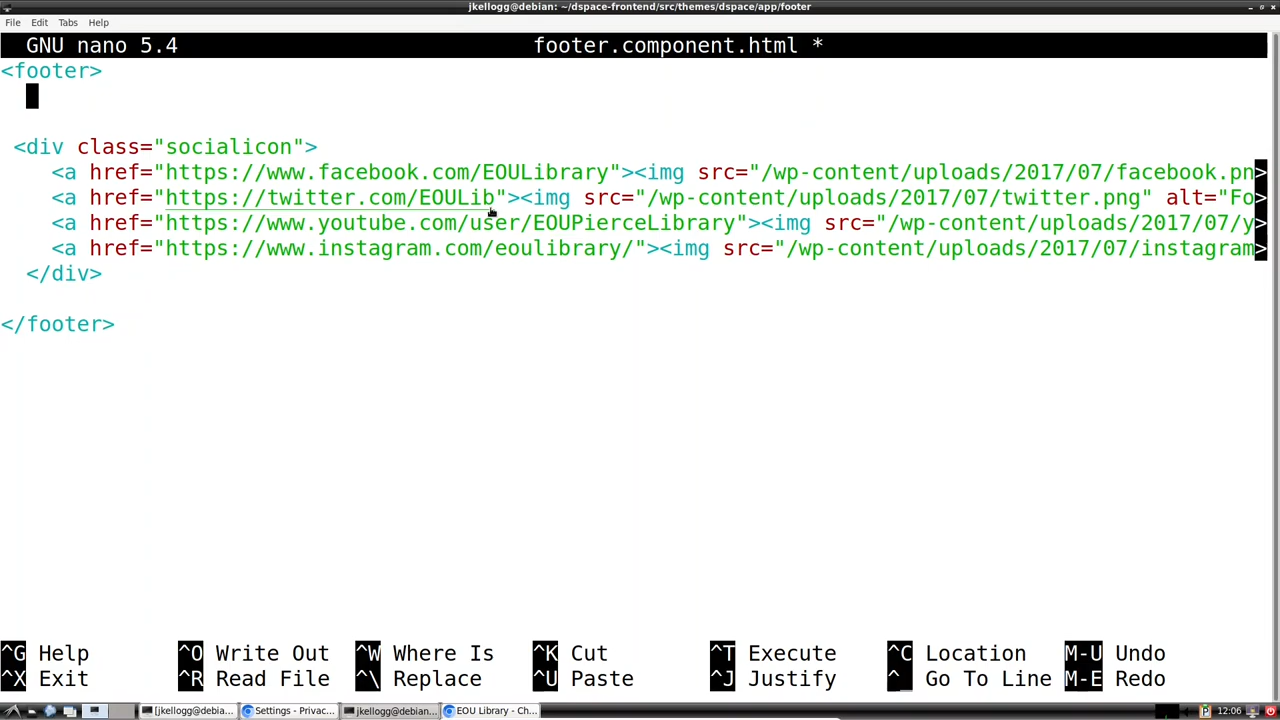 jkellogg@debian: ~/dspace-frontend/src/themes/dspace/app/footer
File Edit Tabs Help
GNU nano 5.4 footer.component.html *
<footer>
<div class="socialicon">
<a href="https://www.facebook.com/EOULibrary"><img src="/wp-content/uploads/2017/07/facebook.pn>
<a href="https://twitter.com/EOULib"><img src="/wp-content/uploads/2017/07/twitter.png" alt="Fo>
<a href="https://www.youtube.com/user/EOUPierceLibrary"><img src="/wp-content/uploads/2017/07/y>
<a href="https://www.instagram.com/eoulibrary/"><img src="/wp-content/uploads/2017/07/instagram>
</div>
</footer>
^G Help ^O Write Out ^W Where Is ^K Cut ^T Execute ^C Location M-U Undo
^X Exit ^R Read File ^\ Replace ^U Paste ^J Justify ^_ Go To Line M-E Redo
[jkellogg@debia... Settings - Privac... jkellogg@debian... EOU Library - Ch... 12:06